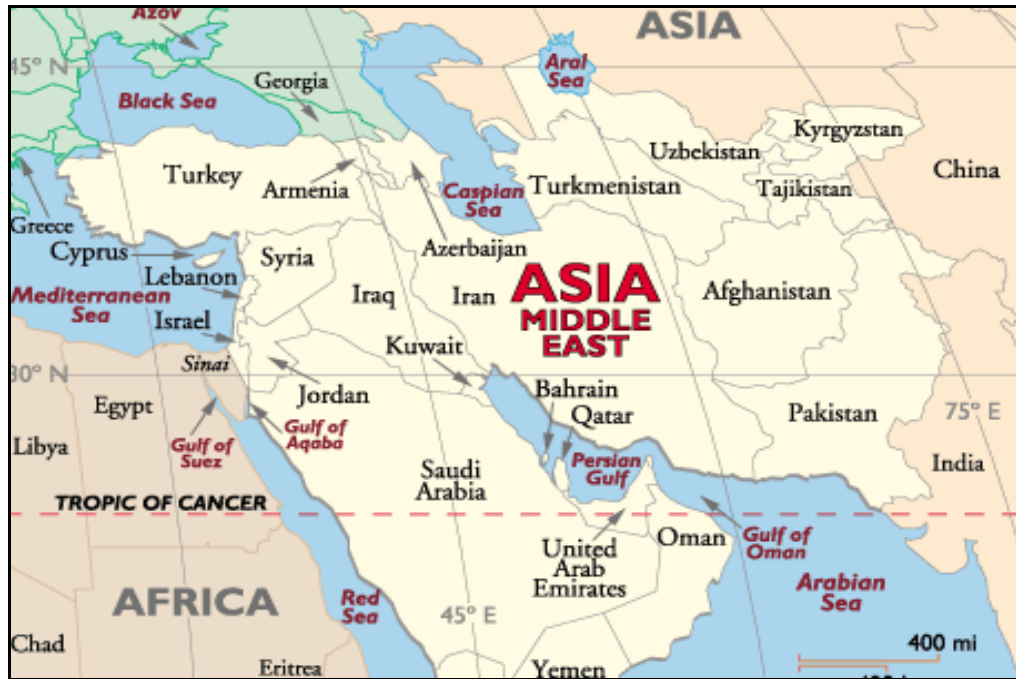 Azov
ASIA
45° N
Aral
Sea
Georgia
Black Sea
Kyrgyzstan
Uzbekistan
China
Turkey
Armenia
Caspian
Sea
Turkmenistan
Tajikistan
Greece
Cyprus
Azerbaijan
Syria
Lebanon
Mediterranean
Sea
Iraq
Iran
ASIA
MIDDLE
EAST
Afghanistan
Israel
Kuwait
Sinai
30° N
Jordan
Bahrain
Qatar
Egypt
Pakistan
75° E
Libya
Gulf of
Suez
Gulf of
Aqaba
Saudi
Arabia
Persian
Gulf
India
TROPIC OF CANCER
United
Arab
Emirates
Oman
Gulf of
Oman
Arabian
Sea
AFRICA
Red
Sea
45° E
Chad
Eritrea
Yemen
400 mi